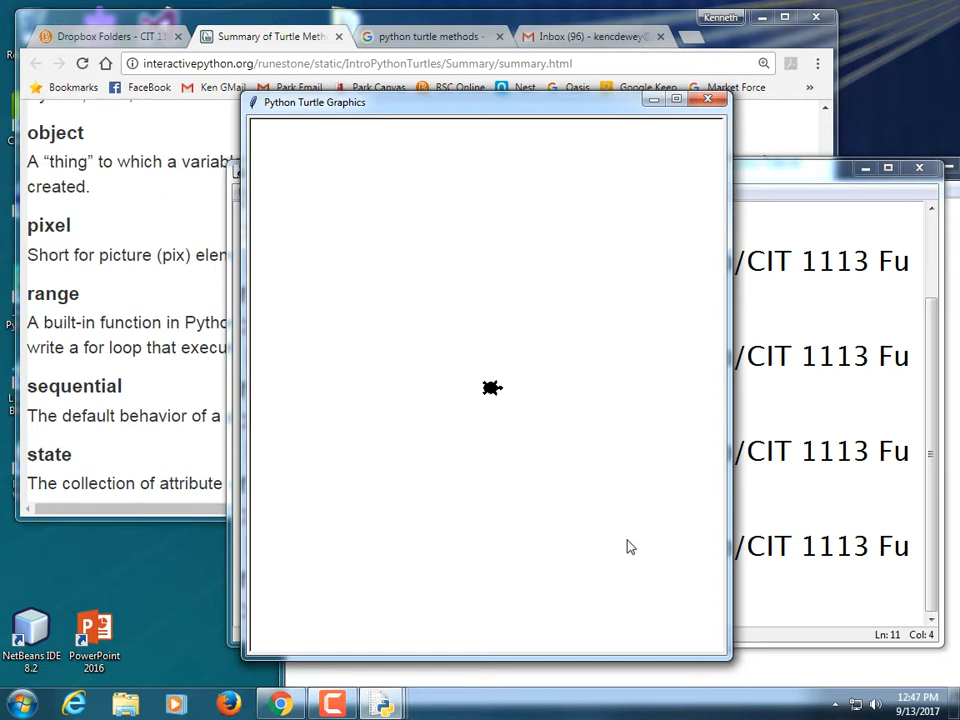 Kenneth
Dropbox Folders - CIT 11
Summary of Turtle Meth
python turtle methods -
Inbox (96) - kencdewey@
interactivepython.org/runestone/static/IntroPythonTurtles/Summary/summary.html
Bookmarks
FaceBook
Ken GMail
Park Email
Park Canvas
BSC Online
Nest
Oasis
Google Keep
Market Force
»
Python Turtle Graphics
object
A “thing” to which a variabl
created.
pixel
Short for picture (pix) elem
range
A built-in function in Pytho
write a for loop that execu
sequential
The default behavior of a
state
The collection of attribute
/CIT 1113 Fu
/CIT 1113 Fu
/CIT 1113 Fu
/CIT 1113 Fu
Ln: 11 Col: 4
NetBeans IDE
8.2
PowerPoint
2016
12:47 PM
9/13/2017